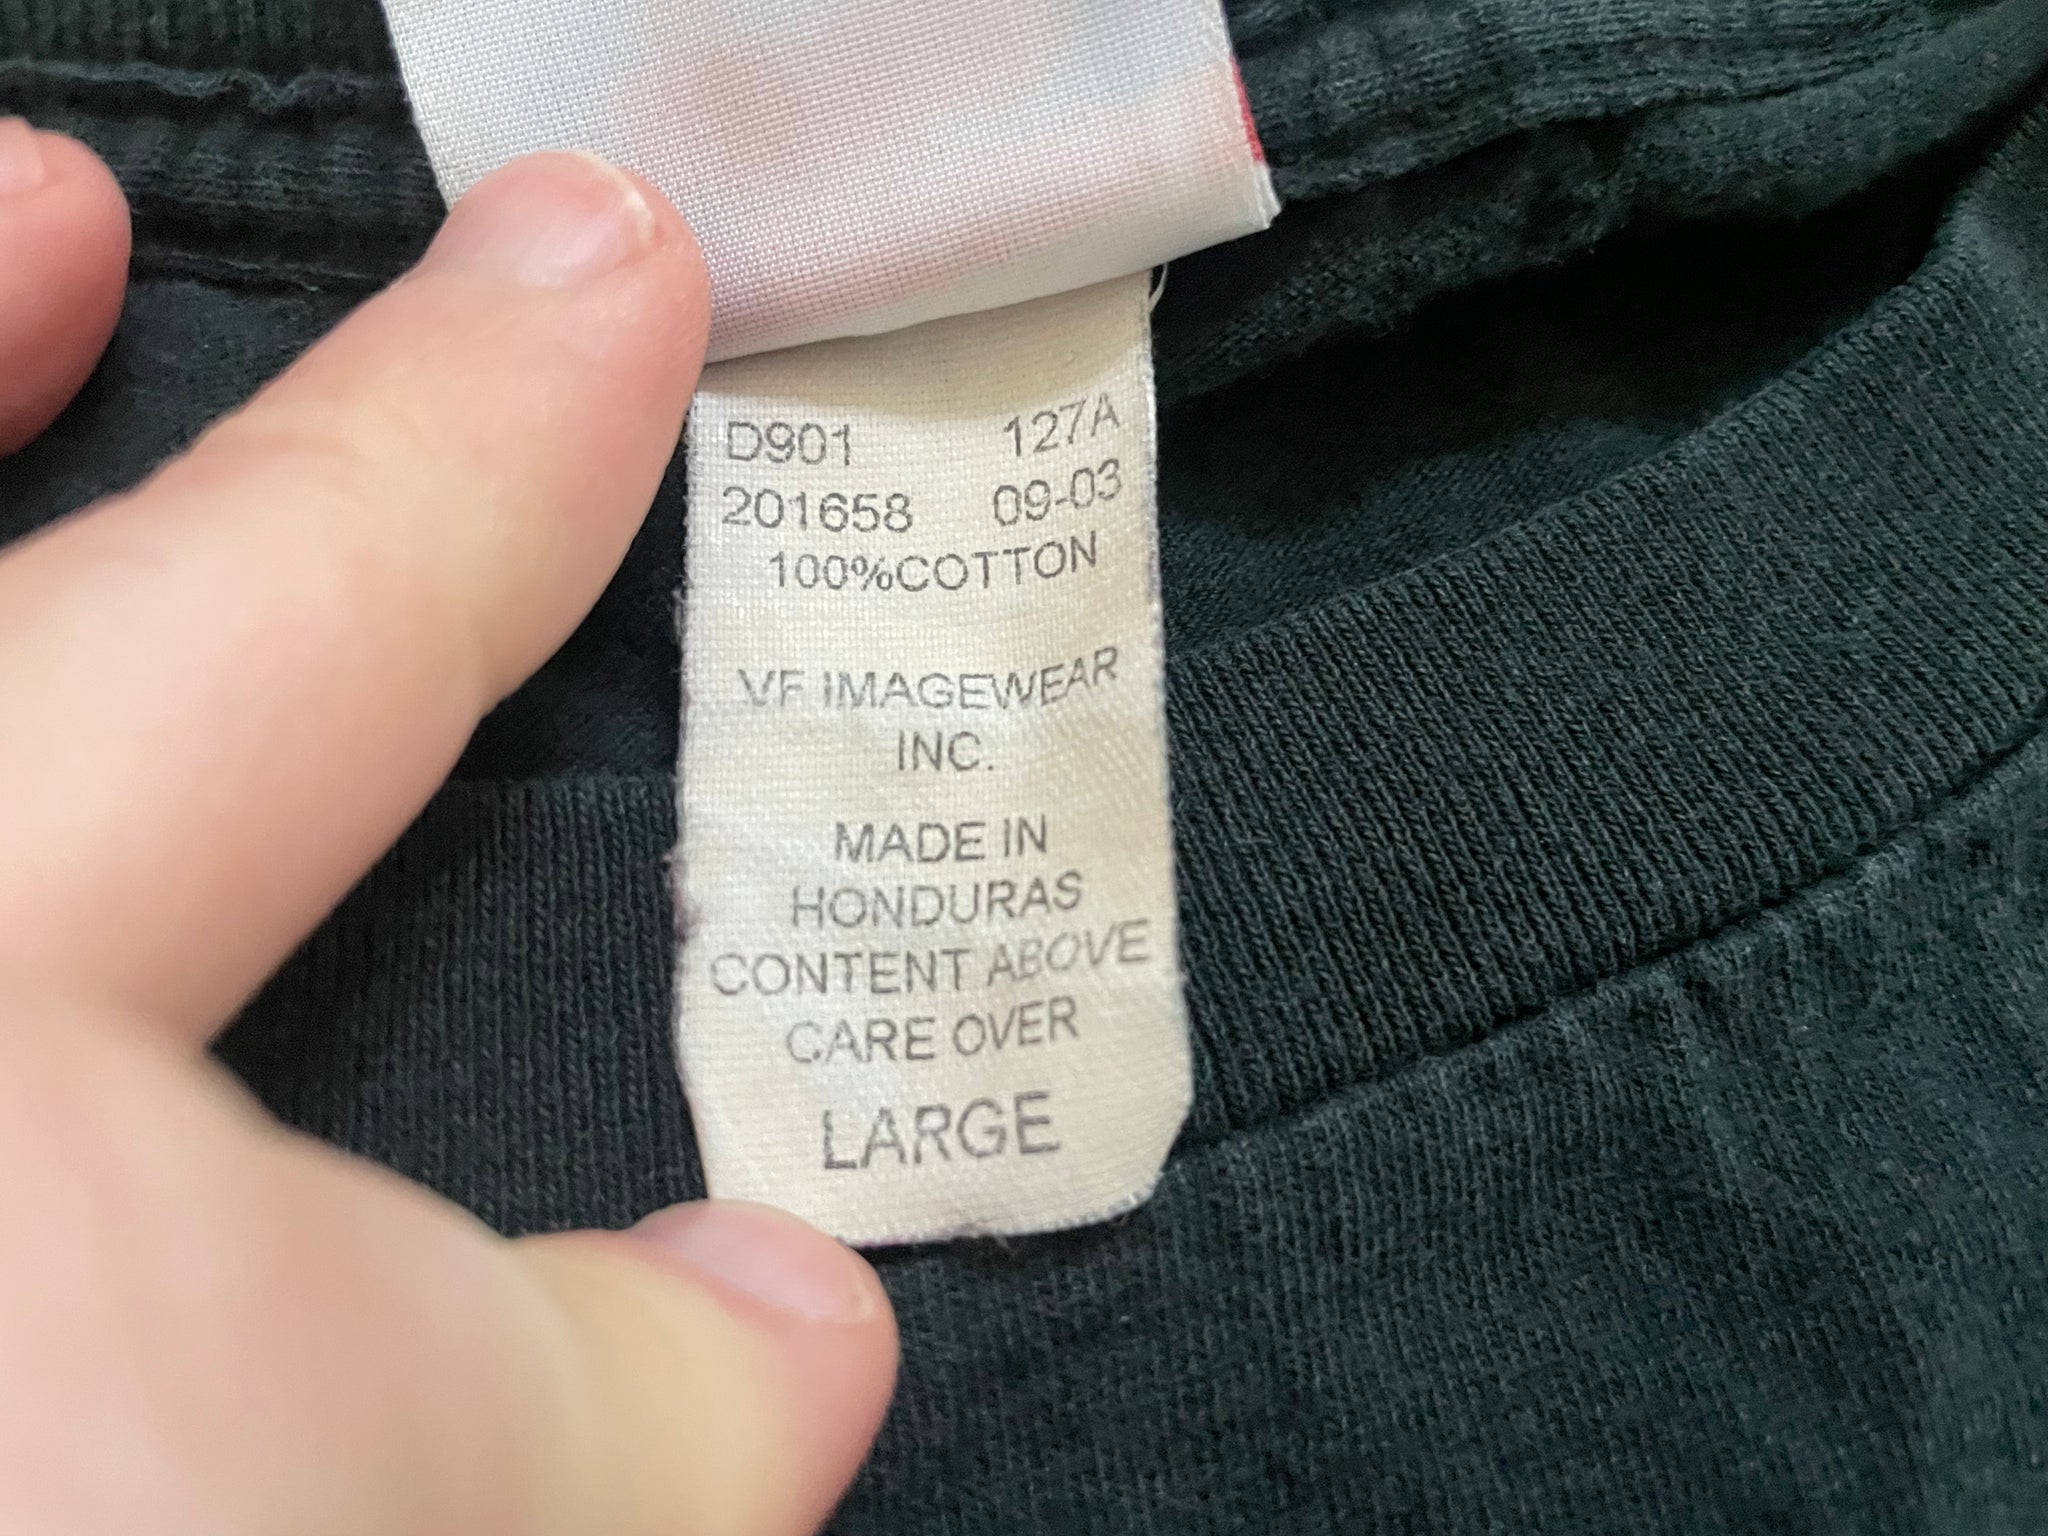 D901 127A
201658 09-03
100%COTTON
VF IMAGEWEAR
INC.
MADE IN
HONDURAS
CONTENT ABOVE
CARE OVER
LARGE